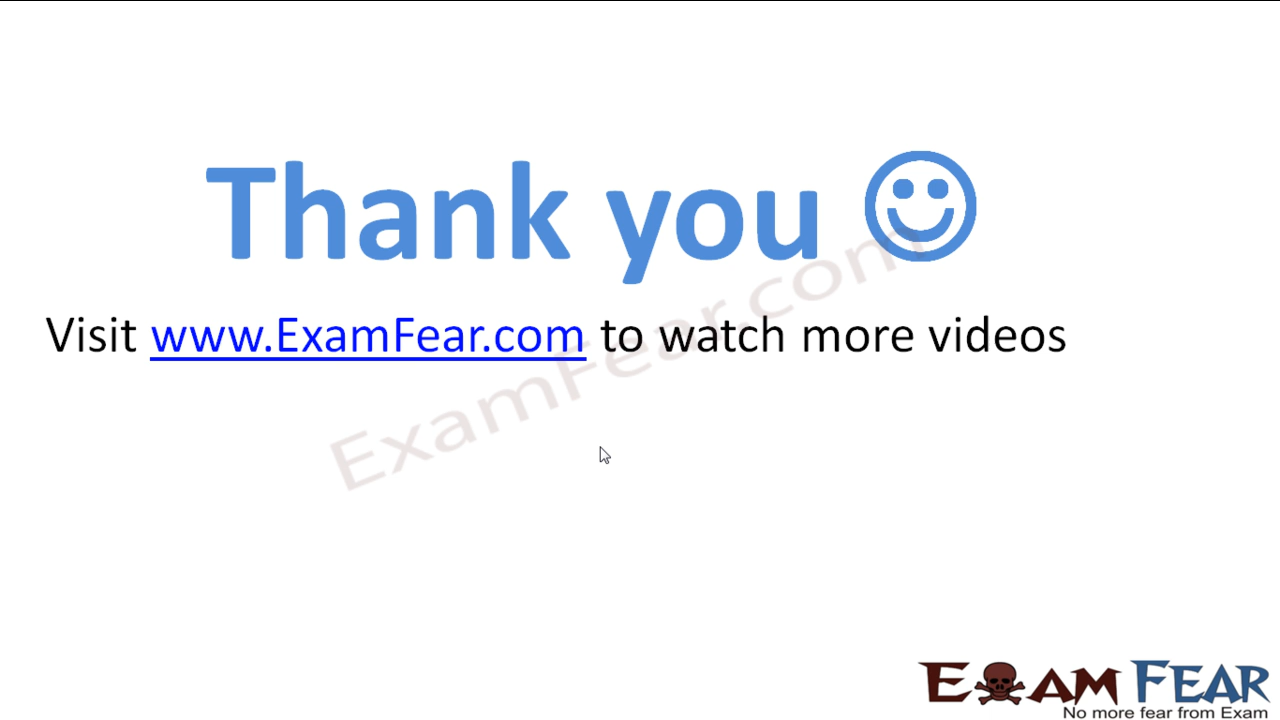 Thank you ☺
Visit www.ExamFear.com to watch more videos
ExamFear.com
EXAM FEAR
No more fear from Exam